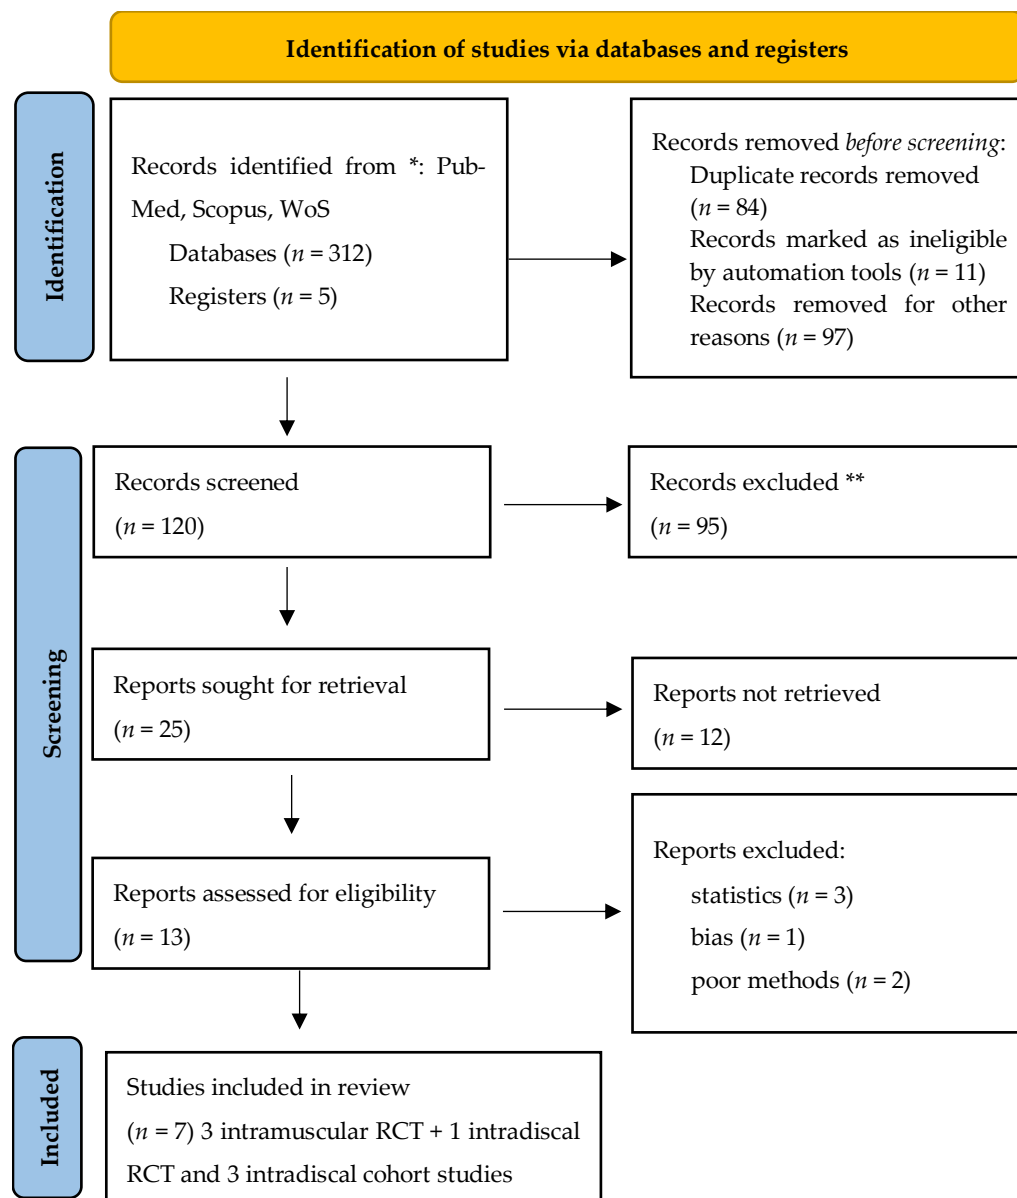 Identification of studies via databases and registers
Identification
Records identified from *: Pub-
Med, Scopus, WoS
Databases (n = 312)
Registers (n = 5)
Records removed before screening:
Duplicate records removed
(n = 84)
Records marked as ineligible
by automation tools (n = 11)
Records removed for other
reasons (n = 97)
Screening
Records screened
(n = 120)
Records excluded **
(n = 95)
Reports sought for retrieval
(n = 25)
Reports not retrieved
(n = 12)
Reports assessed for eligibility
(n = 13)
Reports excluded:
statistics (n = 3)
bias (n = 1)
poor methods (n = 2)
Included
Studies included in review
(n = 7) 3 intramuscular RCT + 1 intradiscal
RCT and 3 intradiscal cohort studies